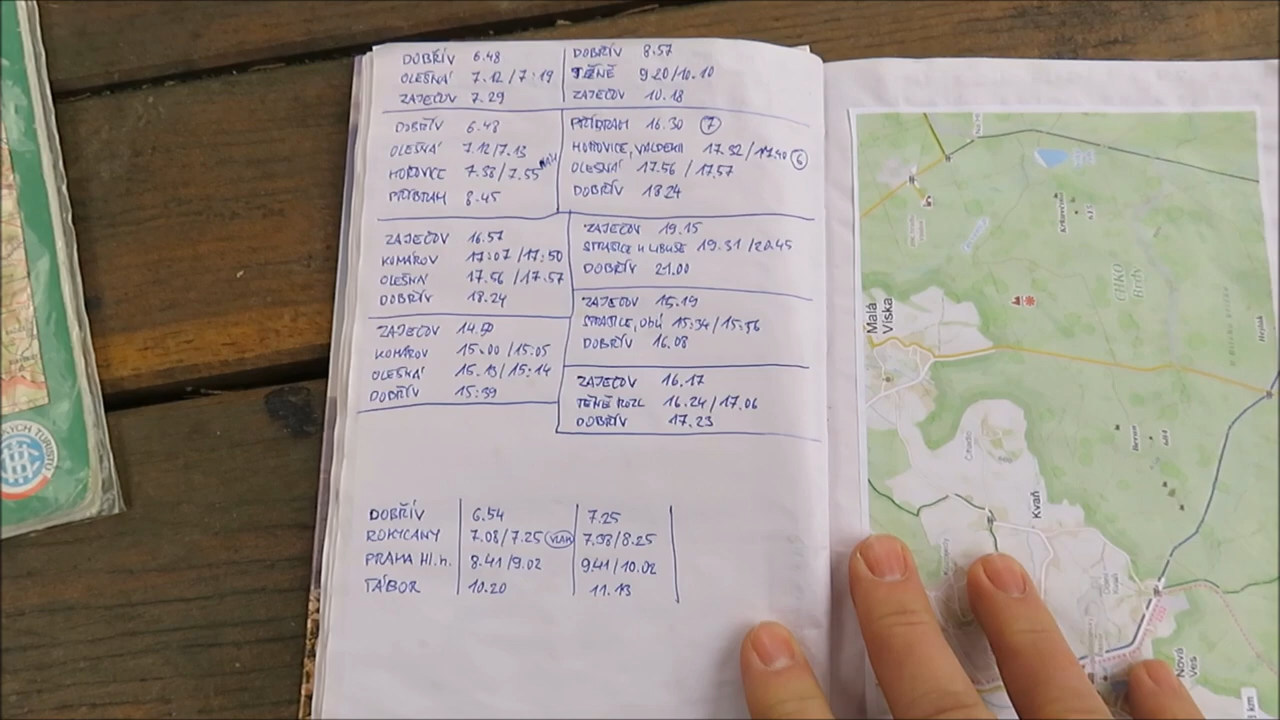 DOBŘÍV 6.48
OLEŠNÁ 7.12/7:19
ZAJEČOV 7.29
DOBŘÍV 8.57
TĚNĚ 9.20/10.10
ZAJEČOV 10.18
DOBŘÍV 6.48
OLEŠNÁ 7.12/7.13
HOŘOVICE 7.38/7.55
PŘÍBRAM 8.45
PŘÍBRAM 16.30 7
HOŘOVICE, VALDEK 17.32/17.40 6
OLEŠNÁ 17.56/17.57
DOBŘÍV 18.24
ZAJEČOV 16.57
KOMÁROV 17:07/17:50
OLEŠNÁ 17.56/17.57
DOBŘÍV 18.24
ZAJEČOV 19.15
STRAŠICE U LIBUŠE 19.31/20.45
DOBŘÍV 21.00
ZAJEČOV 14.50
KOMÁROV 15.00/15.05
OLEŠNÁ 15.13/15:14
DOBŘÍV 15:39
ZAJEČOV 15.19
STRAŠICE, 15:34/15:56
DOBŘÍV 16.08
ZAJEČOV 16.17
TĚNĚ ROZC 16.24/17.06
DOBŘÍV 17.23
DOBŘÍV 6.54 7.25
ROKYCANY 7.08/7.25 VLAK 7.38/8.25
PRAHA Hl.n. 8.41/9.02 9.41/10.02
TÁBOR 10.20 11.13
Malá Víska
CHKO Brdy
Kvaň
Nová Ves
Beran 684
Hejlák
KÝCH TURISTŮ